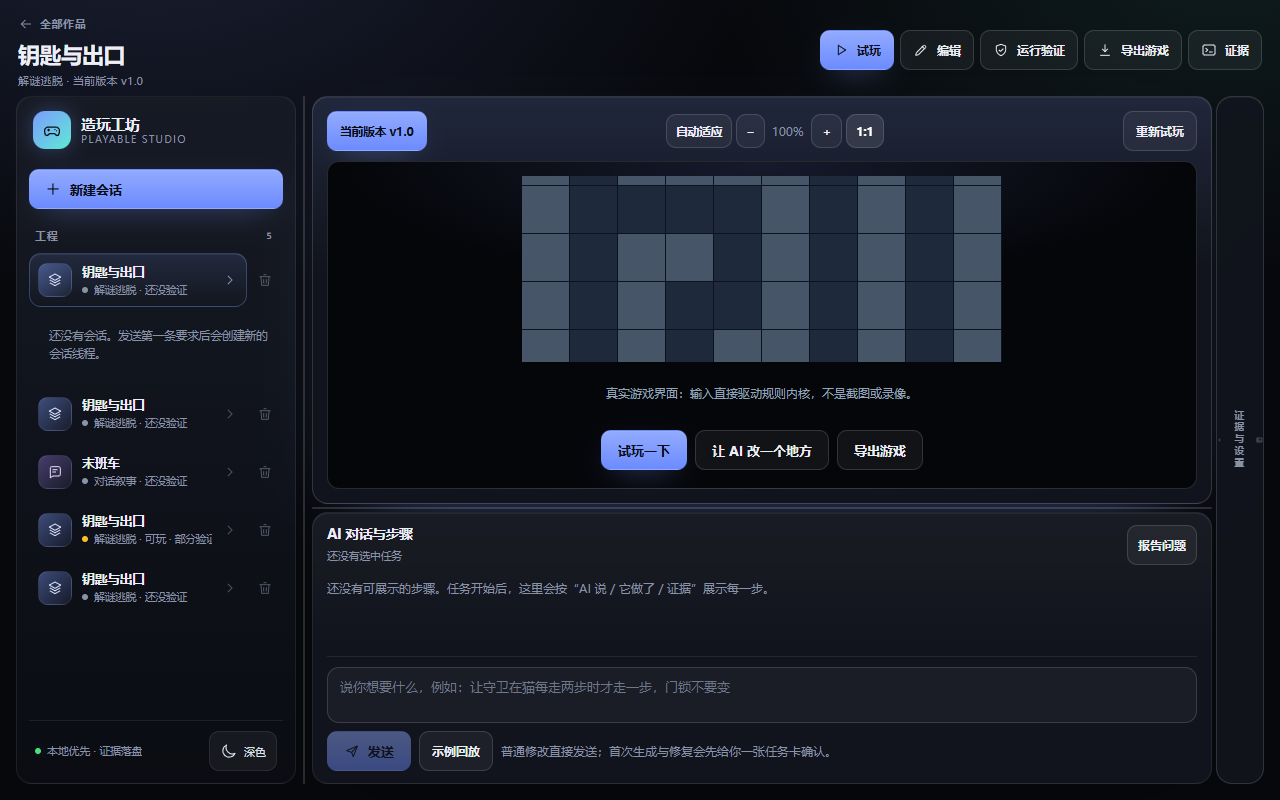 全部作品
钥匙与出口
解谜逃脱 · 当前版本 v1.0
试玩
编辑
运行验证
导出游戏
证据
造玩工坊
PLAYABLE STUDIO
新建会话
工程 5
钥匙与出口
解谜逃脱 · 还没验证
还没有会话。发送第一条要求后会创建新的
会话线程。
钥匙与出口
解谜逃脱 · 还没验证
末班车
对话叙事 · 还没验证
钥匙与出口
解谜逃脱 · 可玩 · 部分验证
钥匙与出口
解谜逃脱 · 还没验证
本地优先 · 证据落盘
深色
当前版本 v1.0
自动适应
−
100%
+
1:1
重新试玩
真实游戏界面：输入直接驱动规则内核，不是截图或录像。
试玩一下
让 AI 改一个地方
导出游戏
AI 对话与步骤
还没有选中任务
报告问题
还没有可展示的步骤。任务开始后，这里会按“AI 说 / 它做了 / 证据”展示每一步。
说你想要什么，例如：让守卫在猫每走两步时才走一步，门锁不要变
发送
示例回放
普通修改直接发送；首次生成与修复会先给你一张任务卡确认。
证据与设置